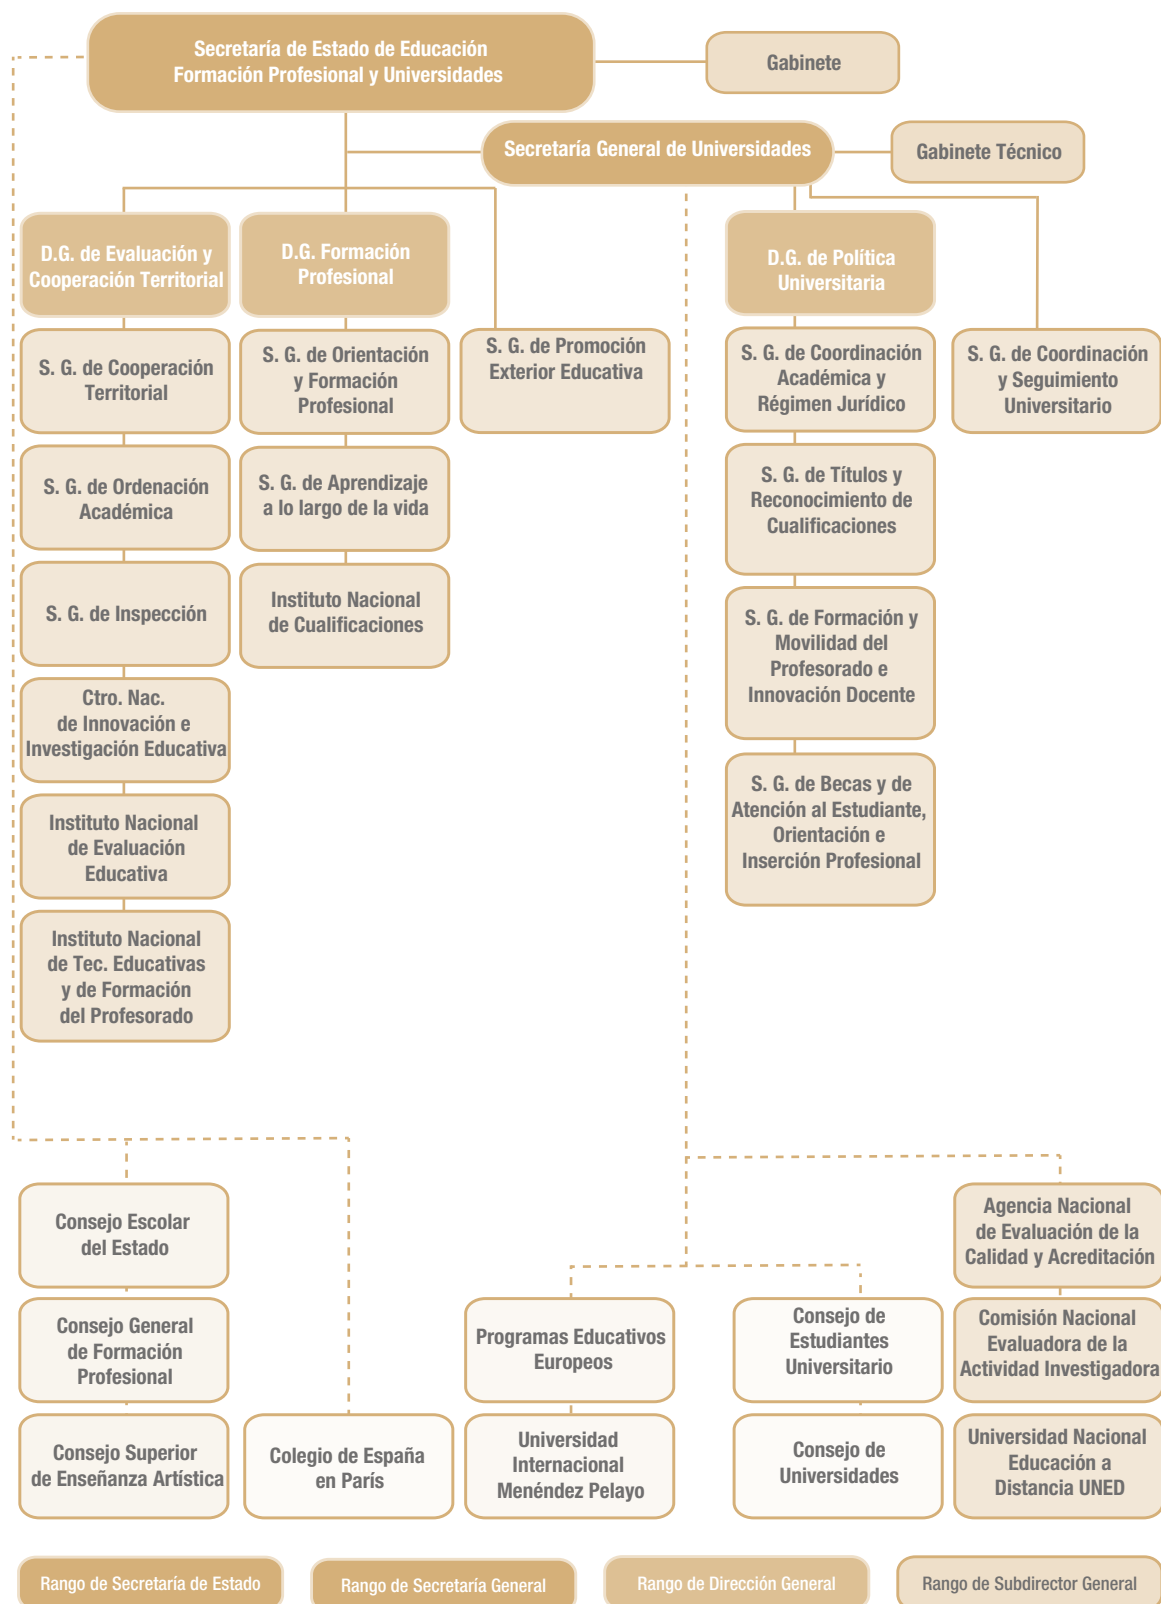 Secretaría de Estado de Educación
Formación Profesional y Universidades
Gabinete
Secretaría General de Universidades
Gabinete Técnico
D.G. de Evaluación y
Cooperación Territorial
D.G. Formación
Profesional
D.G. de Política
Universitaria
S. G. de Cooperación
Territorial
S. G. de Orientación
y Formación
Profesional
S. G. de Promoción
Exterior Educativa
S. G. de Coordinación
Académica y
Régimen Jurídico
S. G. de Coordinación
y Seguimiento
Universitario
S. G. de Ordenación
Académica
S. G. de Aprendizaje
a lo largo de la vida
S. G. de Títulos y
Reconocimiento de
Cualificaciones
S. G. de Inspección
Instituto Nacional
de Cualificaciones
S. G. de Formación y
Movilidad del
Profesorado e
Innovación Docente
Ctro. Nac.
de Innovación e
Investigación Educativa
S. G. de Becas y de
Atención al Estudiante,
Orientación e
Inserción Profesional
Instituto Nacional
de Evaluación
Educativa
Instituto Nacional
de Tec. Educativas
y de Formación
del Profesorado
Consejo Escolar
del Estado
Agencia Nacional
de Evaluación de la
Calidad y Acreditación
Consejo General
de Formación
Profesional
Programas Educativos
Europeos
Consejo de
Estudiantes
Universitario
Comisión Nacional
Evaluadora de la
Actividad Investigadora
Consejo Superior
de Enseñanza Artística
Colegio de España
en París
Universidad
Internacional
Menéndez Pelayo
Consejo de
Universidades
Universidad Nacional
Educación a
Distancia UNED
Rango de Secretaría de Estado
Rango de Secretaría General
Rango de Dirección General
Rango de Subdirector General